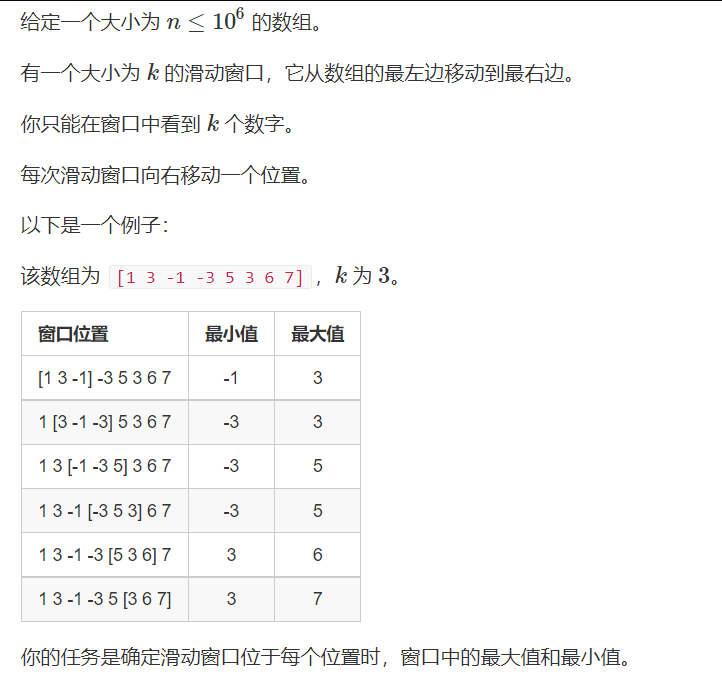 给定一个大小为 n ≤ 10⁶ 的数组。
有一个大小为 k 的滑动窗口，它从数组的最左边移动到最右边。
你只能在窗口中看到 k 个数字。
每次滑动窗口向右移动一个位置。
以下是一个例子：
该数组为 [1 3 -1 -3 5 3 6 7]，k 为 3。
窗口位置 最小值 最大值
[1 3 -1] -3 5 3 6 7 -1 3
1 [3 -1 -3] 5 3 6 7 -3 3
1 3 [-1 -3 5] 3 6 7 -3 5
1 3 -1 [-3 5 3] 6 7 -3 5
1 3 -1 -3 [5 3 6] 7 3 6
1 3 -1 -3 5 [3 6 7] 3 7
你的任务是确定滑动窗口位于每个位置时，窗口中的最大值和最小值。